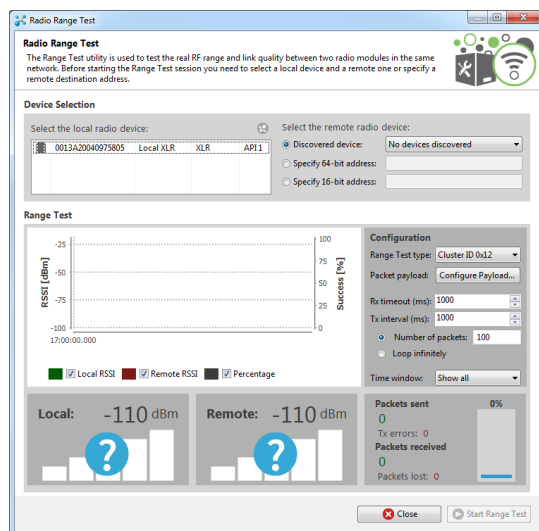 Radio Range Test
Radio Range Test
The Range Test utility is used to test the real RF range and link quality between two radio modules in the same
network. Before starting the Range Test session you need to select a local device and a remote one or specify a
remote destination address.
Device Selection
Select the local radio device:
0013A20040975805 Local XLR XLR API 1
Select the remote radio device:
Discovered device: No devices discovered
Specify 64-bit address:
Specify 16-bit address:
Range Test
RSSI [dBm]
-25
-50
-75
-100
17:00:00.000
100
75
50
25
0
Success [%]
Local RSSI Remote RSSI Percentage
Configuration
Range Test type: Cluster ID 0x12
Packet payload: Configure Payload...
Rx timeout (ms): 1000
Tx interval (ms): 1000
Number of packets: 100
Loop infinitely
Time window: Show all
Local: -110 dBm
?
Remote: -110 dBm
?
Packets sent 0%
0
Tx errors: 0
Packets received
0
Packets lost: 0
Close Start Range Test